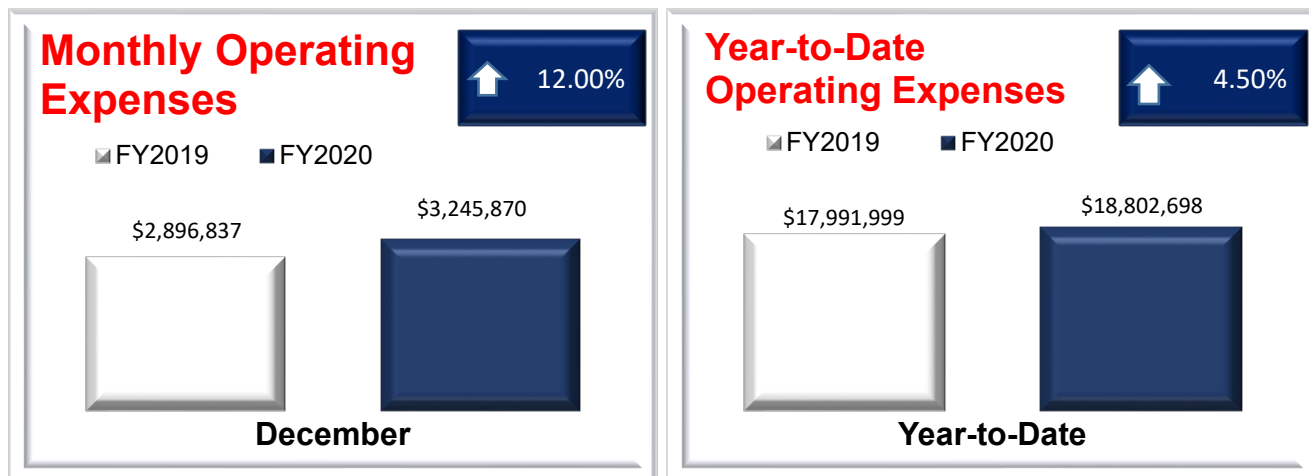 Monthly Operating
Expenses
12.00%
FY2019 FY2020
$2,896,837
$3,245,870
December
Year-to-Date
Operating Expenses
4.50%
FY2019 FY2020
$17,991,999
$18,802,698
Year-to-Date